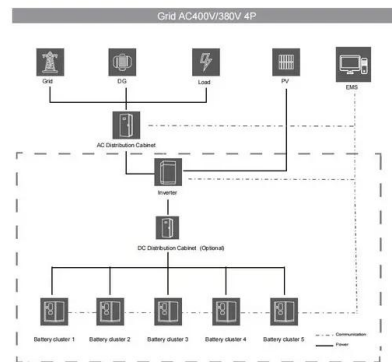 Grid AC400V/380V 4P
Grid
DG
Load
PV
EMS
AC Distribution Cabinet
Inverter
DC Distribution Cabinet (Optional)
Battery cluster 1
Battery cluster 2
Battery cluster 3
Battery cluster 4
Battery cluster 5
Communication
Power